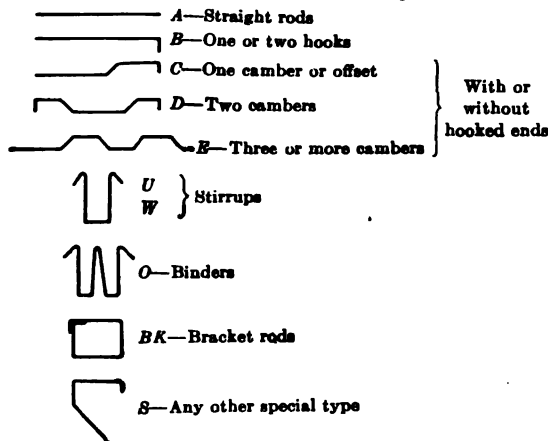 A—Straight rods
B—One or two hooks
C—One camber or offset
D—Two cambers
E—Three or more cambers
With or
without
hooked ends
U
W
Stirrups
O—Binders
BK—Bracket rods
S—Any other special type